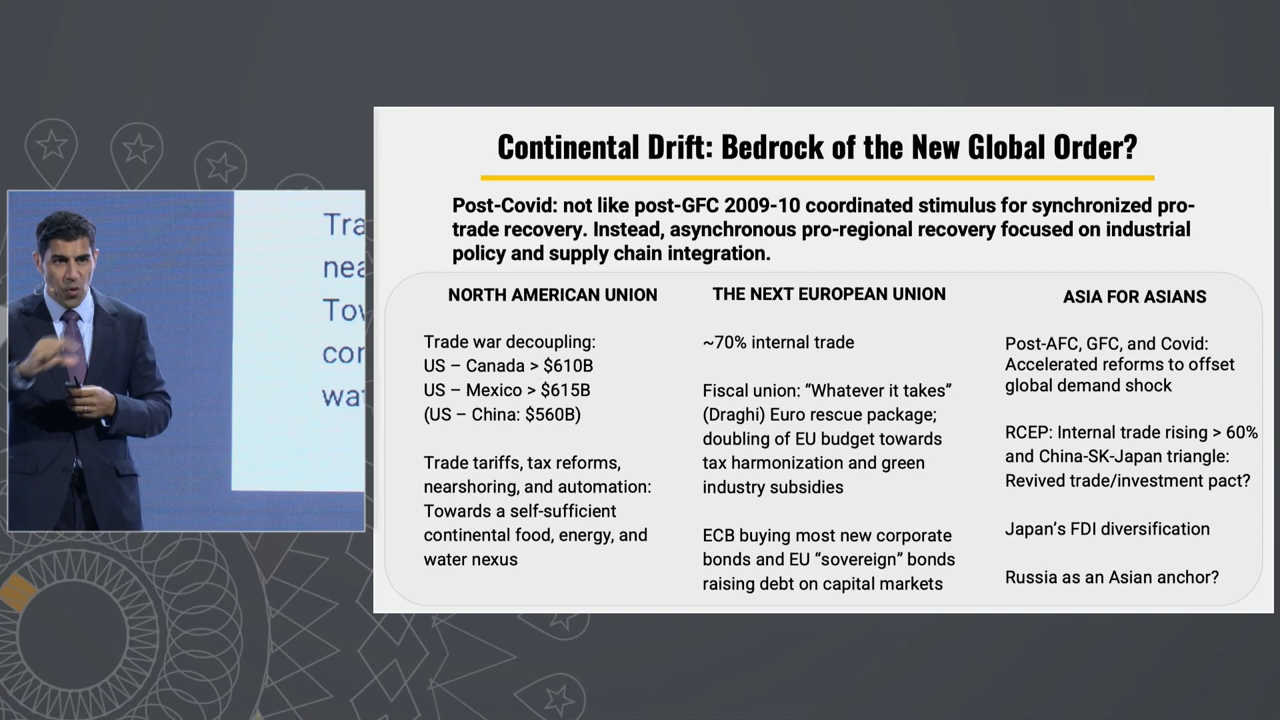 Continental Drift: Bedrock of the New Global Order?
Post-Covid: not like post-GFC 2009-10 coordinated stimulus for synchronized pro-
trade recovery. Instead, asynchronous pro-regional recovery focused on industrial
policy and supply chain integration.
NORTH AMERICAN UNION
Trade war decoupling:
US – Canada > $610B
US – Mexico > $615B
(US – China: $560B)
Trade tariffs, tax reforms,
nearshoring, and automation:
Towards a self-sufficient
continental food, energy, and
water nexus
THE NEXT EUROPEAN UNION
~70% internal trade
Fiscal union: “Whatever it takes”
(Draghi) Euro rescue package;
doubling of EU budget towards
tax harmonization and green
industry subsidies
ECB buying most new corporate
bonds and EU “sovereign” bonds
raising debt on capital markets
ASIA FOR ASIANS
Post-AFC, GFC, and Covid:
Accelerated reforms to offset
global demand shock
RCEP: Internal trade rising > 60%
and China-SK-Japan triangle:
Revived trade/investment pact?
Japan’s FDI diversification
Russia as an Asian anchor?
Tra
nea
Tov
con
wat